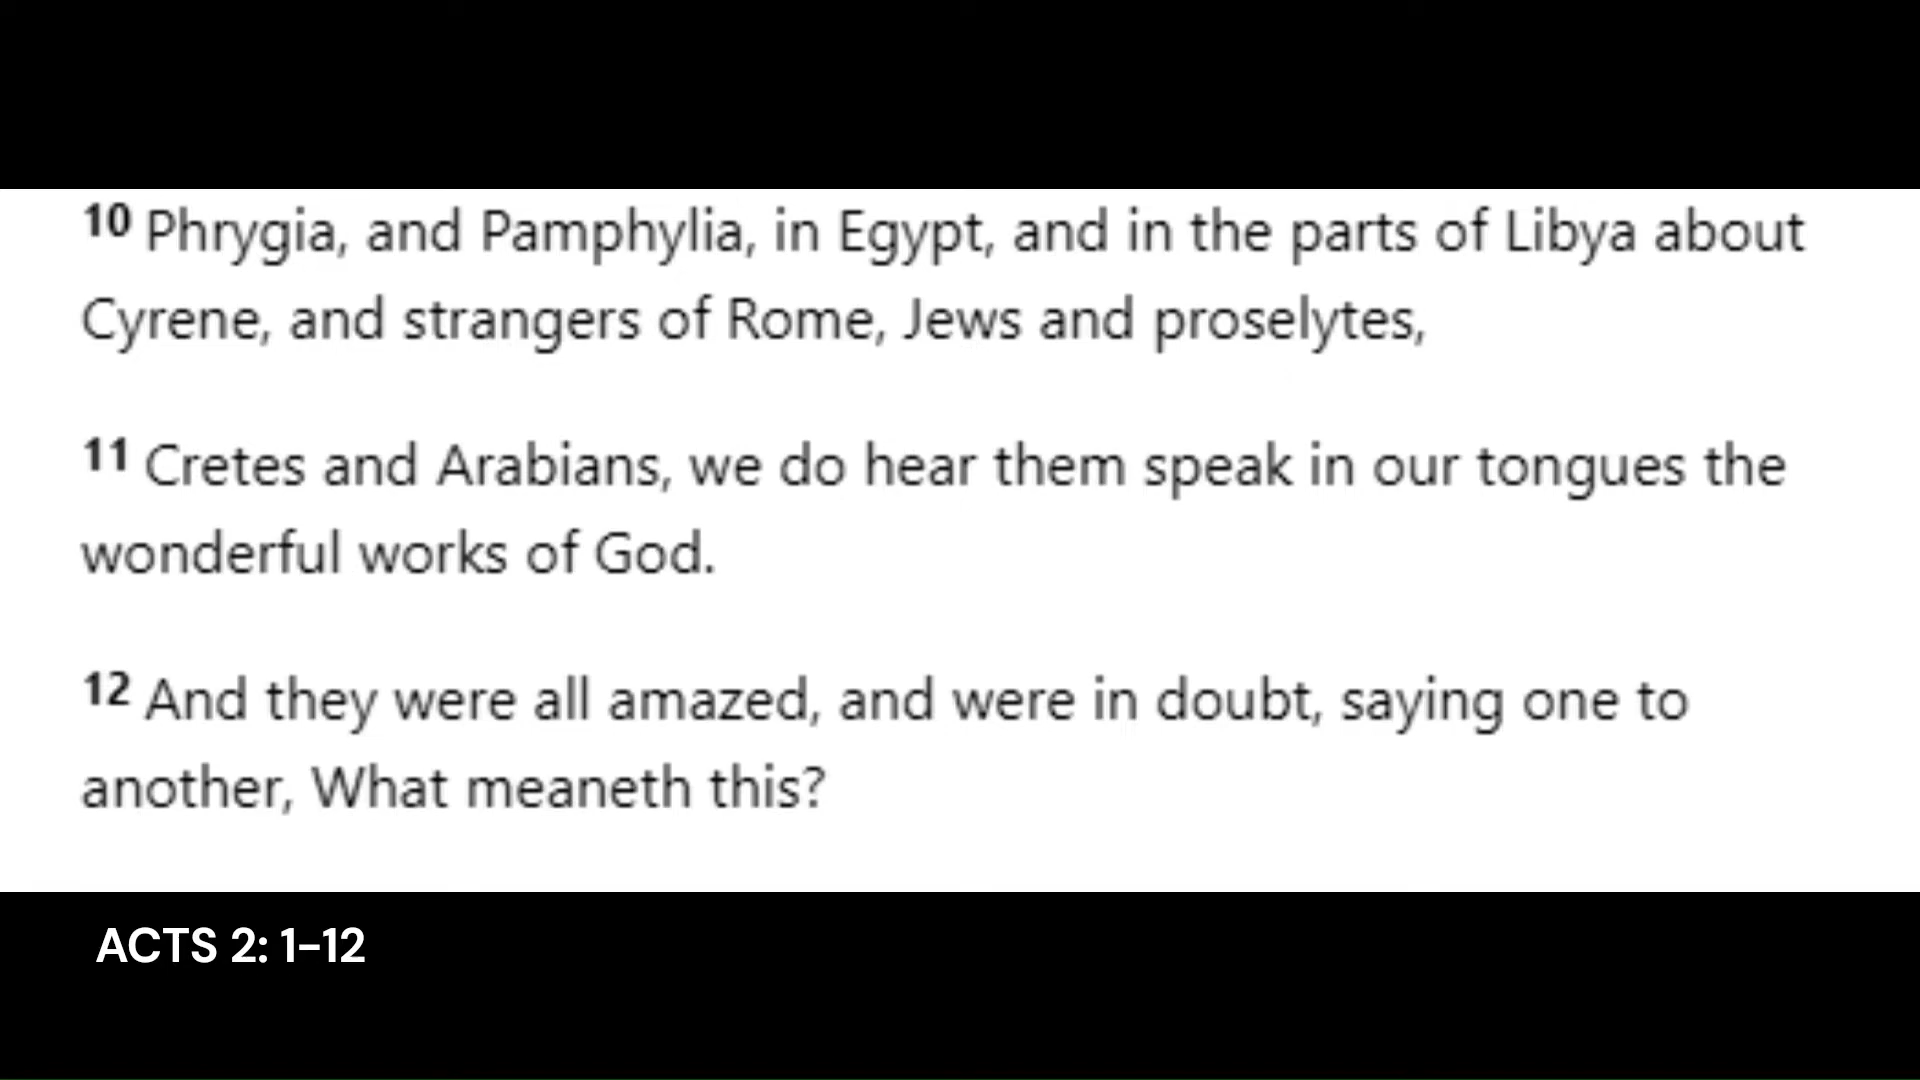 10 Phrygia, and Pamphylia, in Egypt, and in the parts of Libya about
Cyrene, and strangers of Rome, Jews and proselytes,
11 Cretes and Arabians, we do hear them speak in our tongues the
wonderful works of God.
12 And they were all amazed, and were in doubt, saying one to
another, What meaneth this?
ACTS 2: 1-12